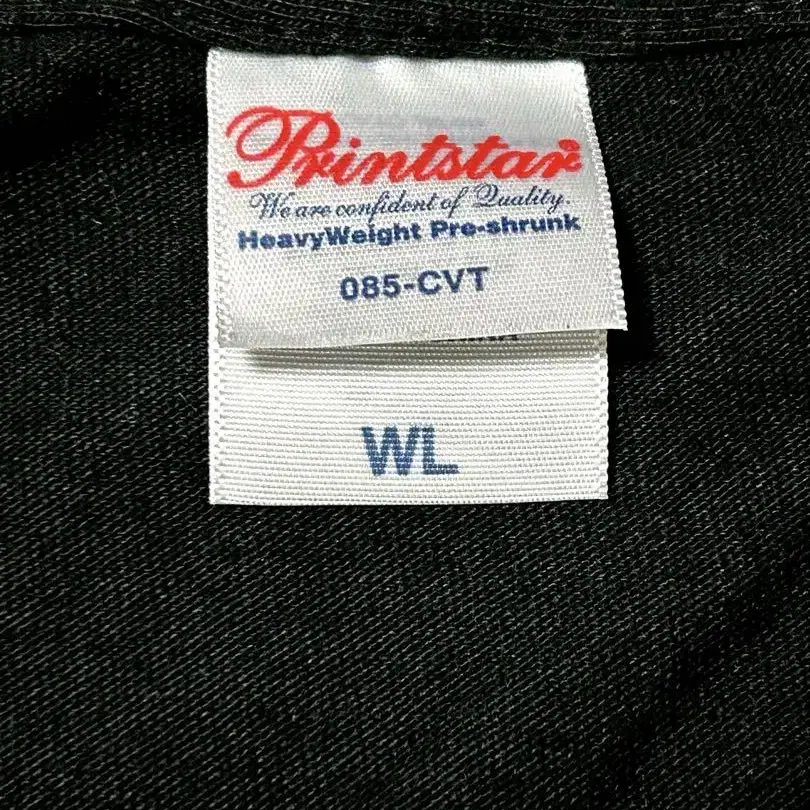 Printstar
We are confident of Quality.
HeavyWeight Pre-shrunk
085-CVT
WL